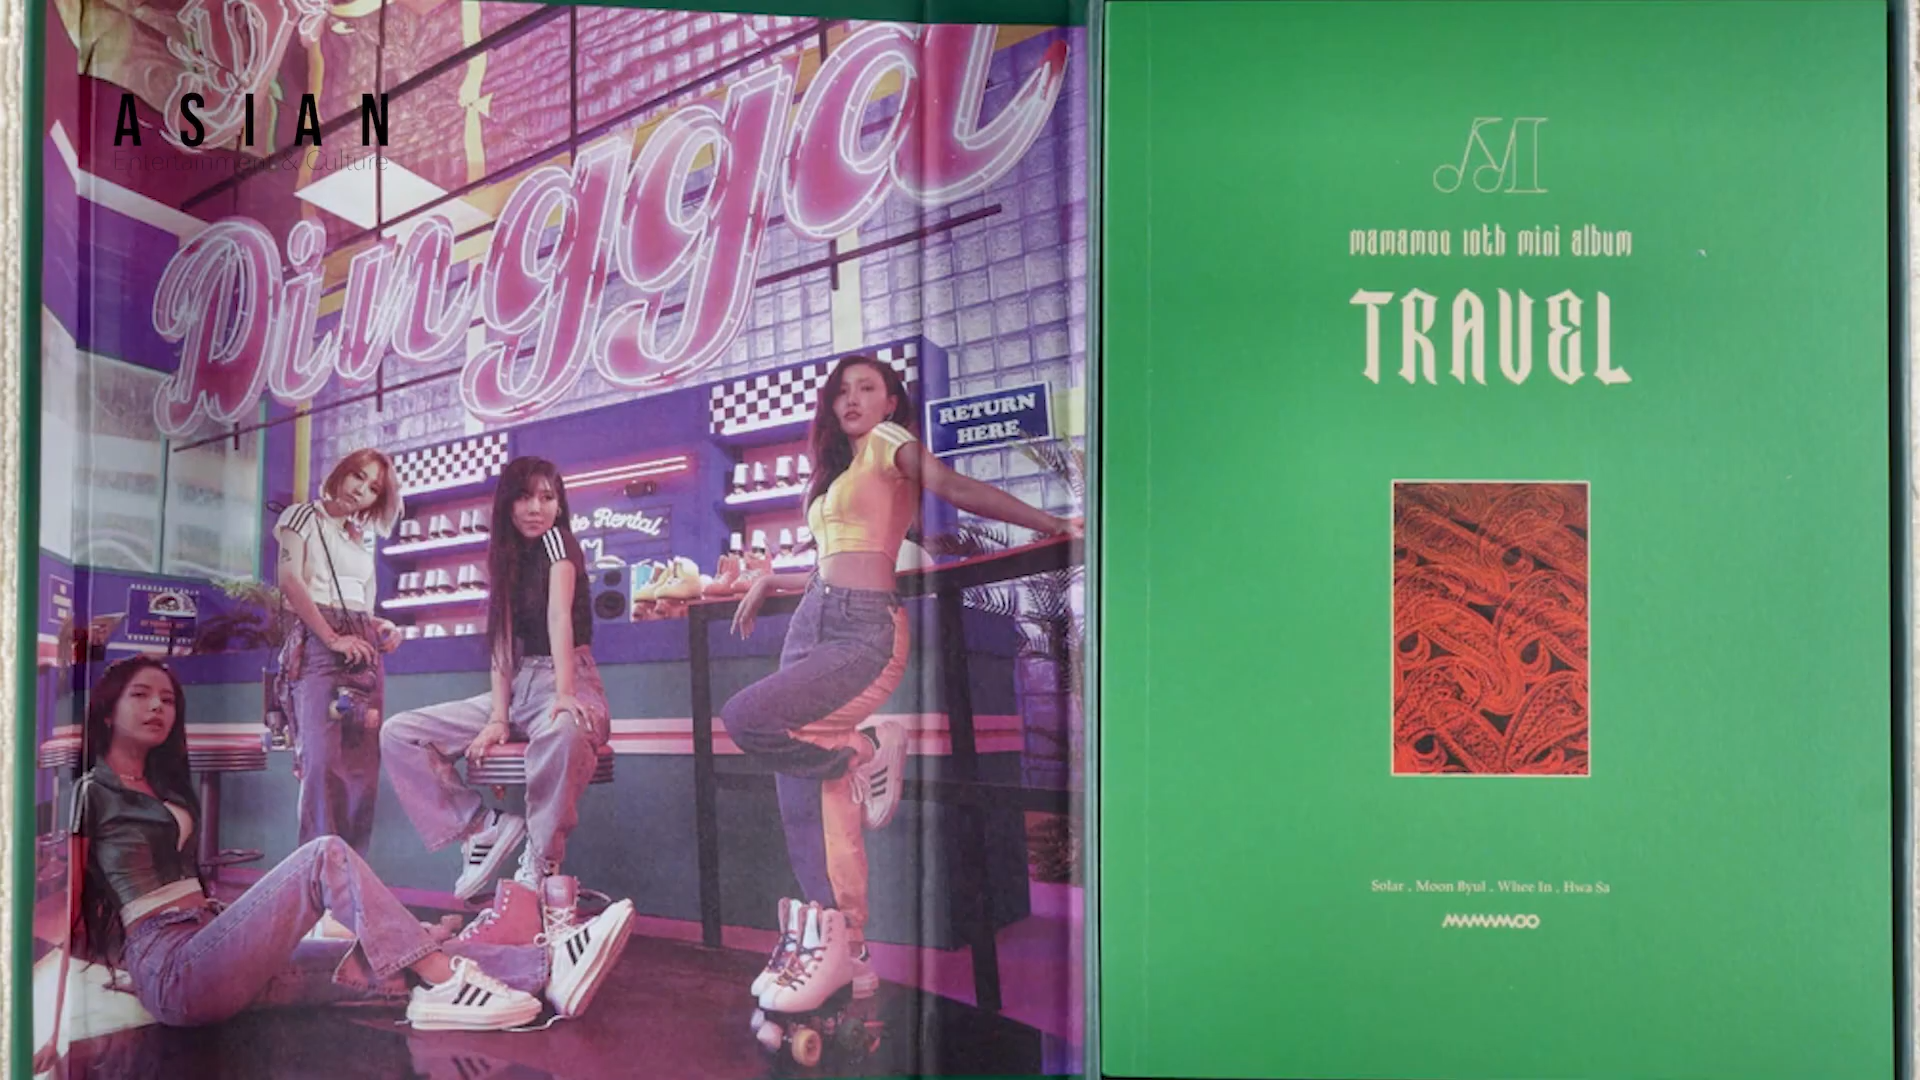 ASIAN
Entertainment & Culture
Dingga
RETURN
HERE
Rental
mamamoo 10th mini album
TRAVEL
Solar . Moon Byul . Whee In . Hwa Sa
MAMAMOO